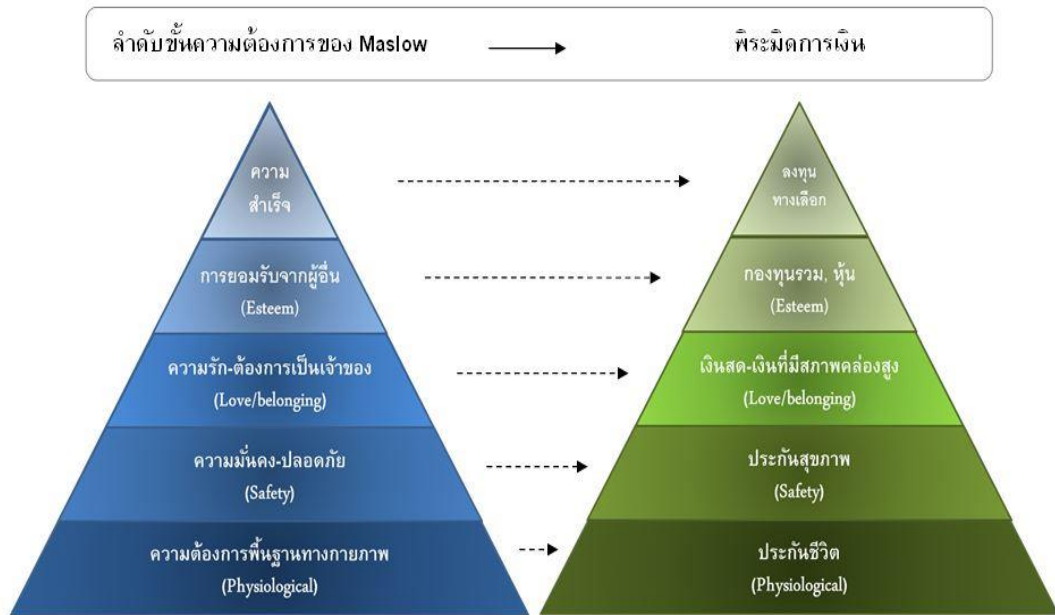 ลำดับขั้นความต้องการของ Maslow
พีระมิดการเงิน
ความ
สำเร็จ
การยอมรับจากผู้อื่น
(Esteem)
ความรัก-ต้องการเป็นเจ้าของ
(Love/belonging)
ความมั่นคง-ปลอดภัย
(Safety)
ความต้องการพื้นฐานทางกายภาพ
(Physiological)
ลงทุน
ทางเลือก
กองทุนรวม, หุ้น
(Esteem)
เงินสด-เงินที่มีสภาพคล่องสูง
(Love/belonging)
ประกันสุขภาพ
(Safety)
ประกันชีวิต
(Physiological)